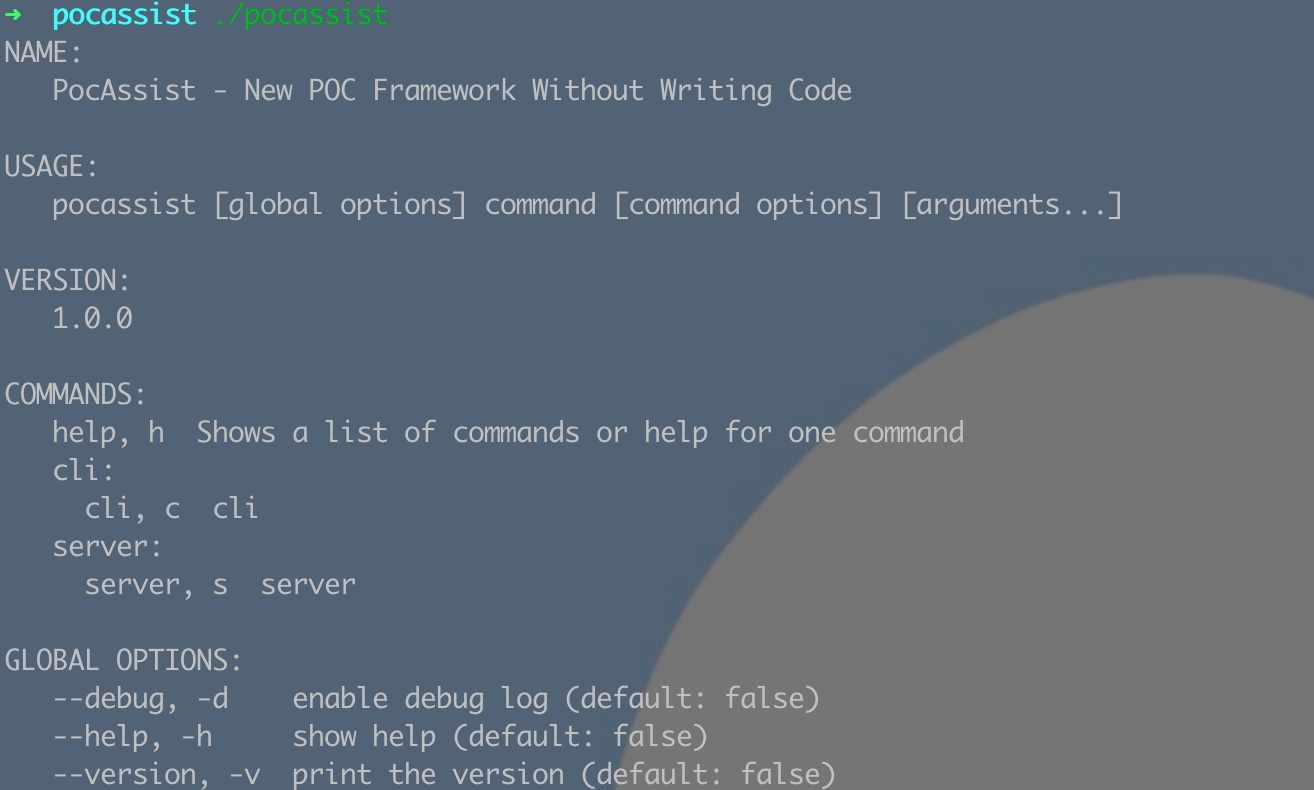 ➜  pocassist ./pocassist
NAME:
   PocAssist - New POC Framework Without Writing Code

USAGE:
   pocassist [global options] command [command options] [arguments...]

VERSION:
   1.0.0

COMMANDS:
   help, h  Shows a list of commands or help for one command
   cli:
     cli, c  cli
   server:
     server, s  server

GLOBAL OPTIONS:
   --debug, -d    enable debug log (default: false)
   --help, -h     show help (default: false)
   --version, -v  print the version (default: false)